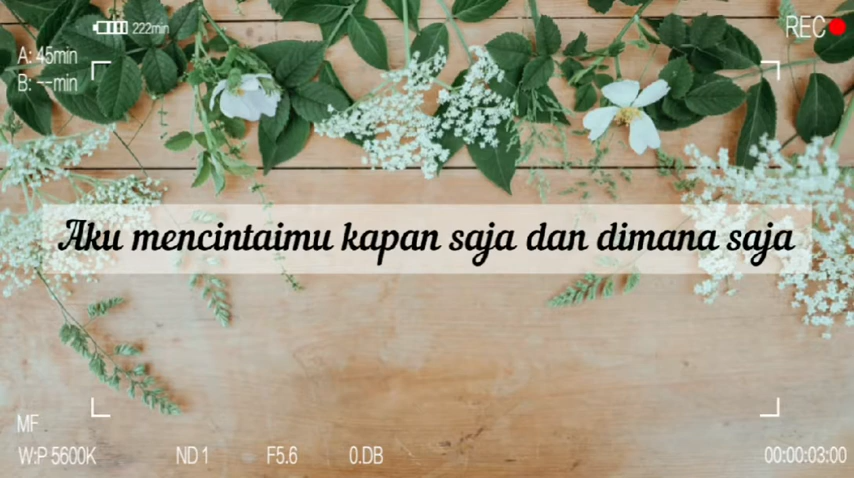 222min
REC
A: 45min
B: --min
Aku mencintaimu kapan saja dan dimana saja
MF
W:P 5600K ND 1 F5.6 0.DB 00:00:03:00